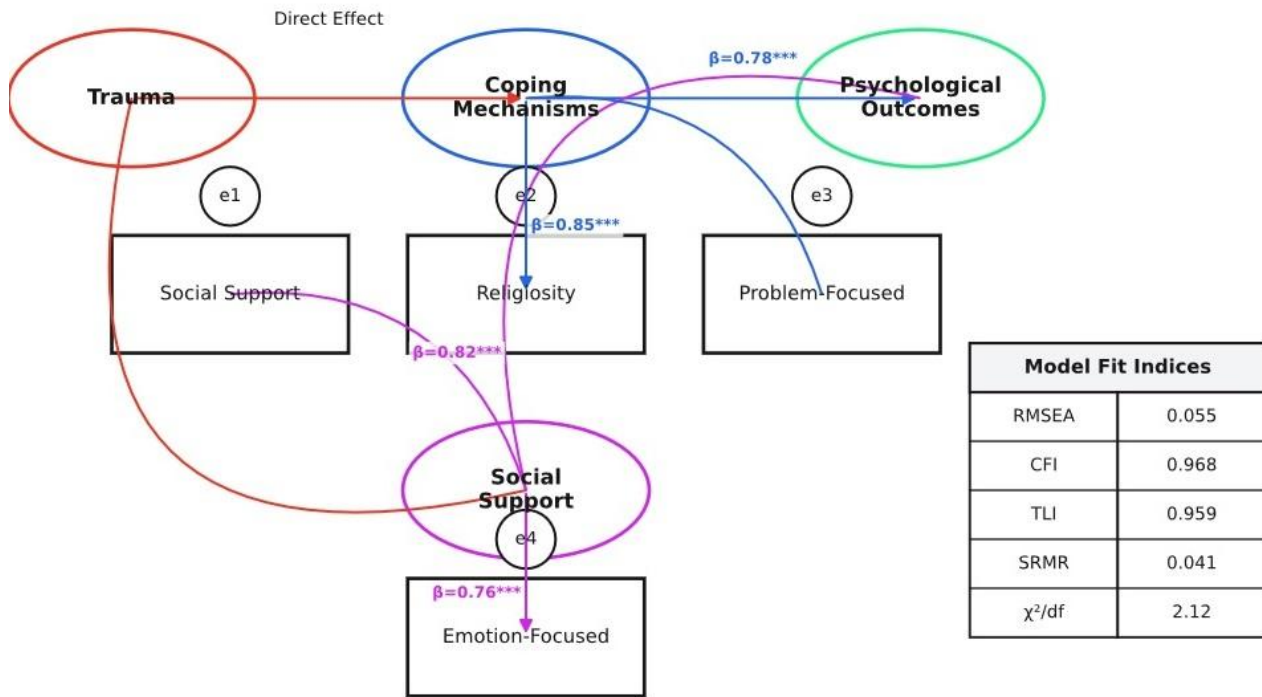 Direct Effect
β=0.78***
Trauma
Coping
Mechanisms
Psychological
Outcomes
e1
e2
e3
β=0.85***
Social Support
Religiosity
Problem-Focused
β=0.82***
Model Fit Indices
RMSEA 0.055
CFI 0.968
TLI 0.959
SRMR 0.041
χ²/df 2.12
Social
Support
e4
β=0.76***
Emotion-Focused